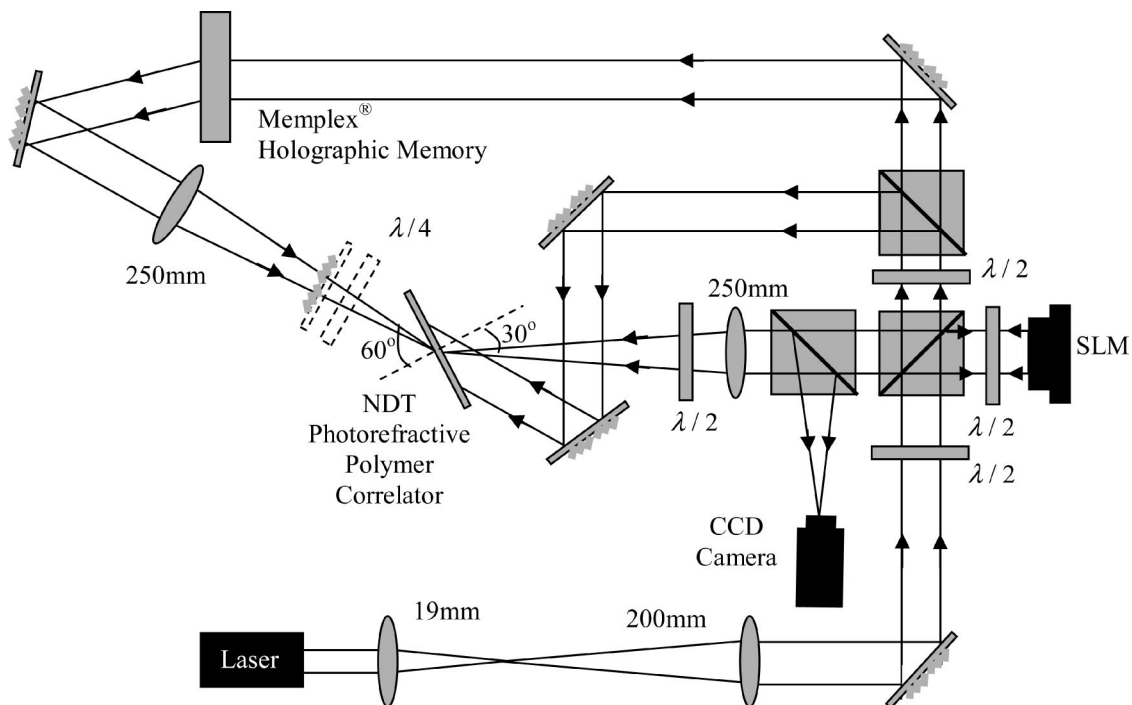 Memplex®
Holographic Memory
λ/4
250mm
λ/2
250mm
SLM
60°
30°
NDT
Photorefractive
Polymer
Correlator
λ/2
λ/2
λ/2
CCD
Camera
19mm
200mm
Laser